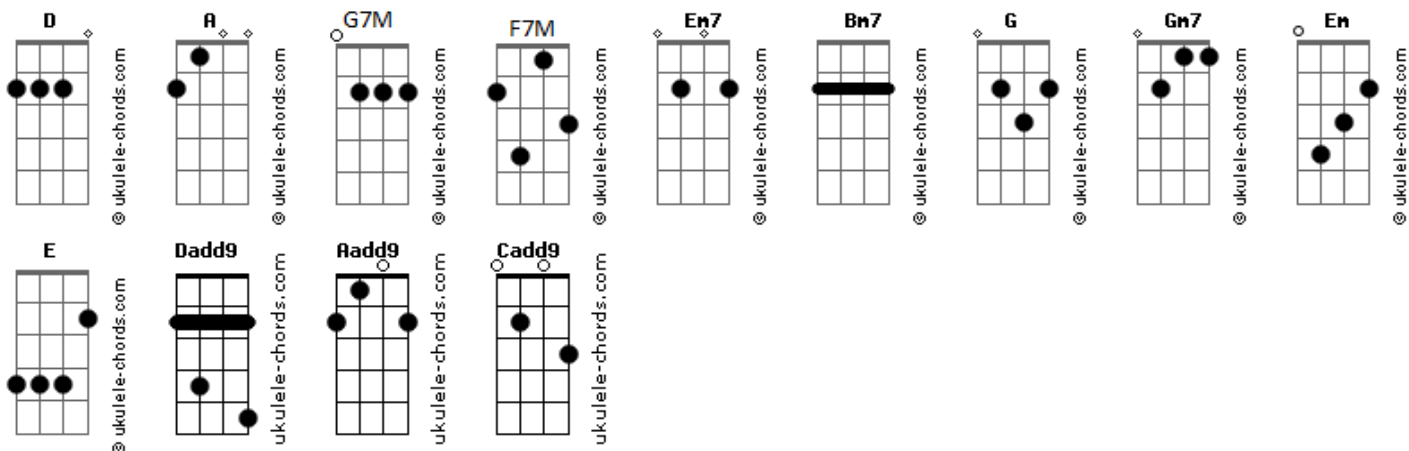 D A G7M F7M Em7 Bm7 G Gm7 Em
© ukulele-chords.com © ukulele-chords.com © ukulele-chords.com © ukulele-chords.com © ukulele-chords.com © ukulele-chords.com © ukulele-chords.com © ukulele-chords.com © ukulele-chords.com
E Dadd9 Aadd9 Cadd9
© ukulele-chords.com ukulele-chords.com ukulele-chords.com ukulele-chords.com